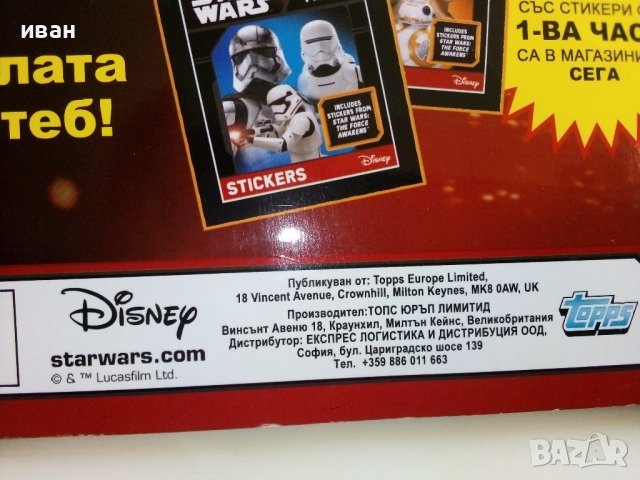 иван
лата
теб!
STAR
WARS
INCLUDES
STICKERS FROM
STAR WARS:
THE FORCE
AWAKENS
Disney
STICKERS
INCLUDES
STICKERS FROM
STAR WARS:
THE FORCE
AWAKENS
Disney
СЪС СТИКЕРИ
1-ВА ЧАС
СА В МАГАЗИНИ
СЕГА
Disney
starwars.com
© & ™ Lucasfilm Ltd.
Публикуван от: Topps Europe Limited,
18 Vincent Avenue, Crownhill, Milton Keynes, MK8 0AW, UK
Производител:ТОПС ЮРЪП ЛИМИТИД
Винсънт Авеню 18, Краунхил, Милтън Кейнс, Великобритания
Дистрибутор: ЕКСПРЕС ЛОГИСТИКА И ДИСТРИБУЦИЯ ООД,
София, бул. Цариградско шосе 139
Тел. +359 886 011 663
topps
BAZAR